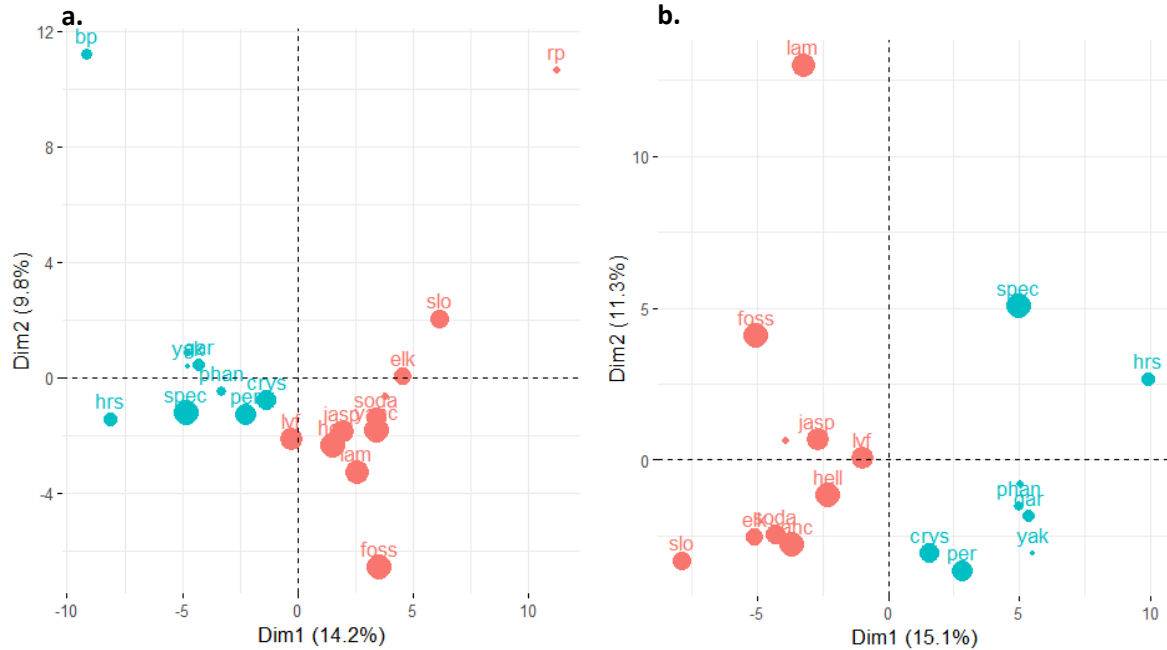 a.
12
8
4
0
-4
-10
-5
0
5
10
Dim2 (9.8%)
Dim1 (14.2%)
bp
rp
slo
elk
yak
phan
crys
hrs
spec
per
soda
jasp
lvf
lam
foss
b.
10
5
0
-5
0
5
10
Dim2 (11.3%)
Dim1 (15.1%)
lam
spec
foss
hrs
jasp
lvf
hell
phan
soda
elk
slo
crys
per
yak